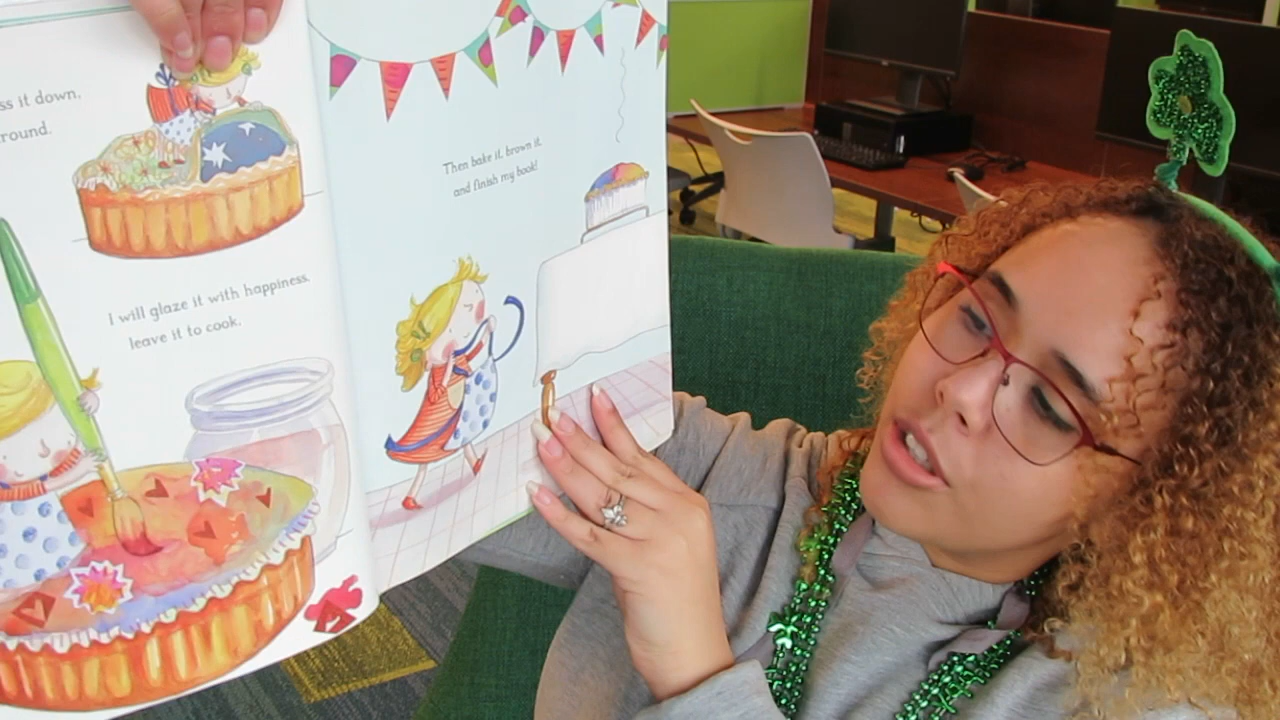 ss it down,
round.
I will glaze it with happiness,
leave it to cook.
Then bake it, brown it,
and finish my book!